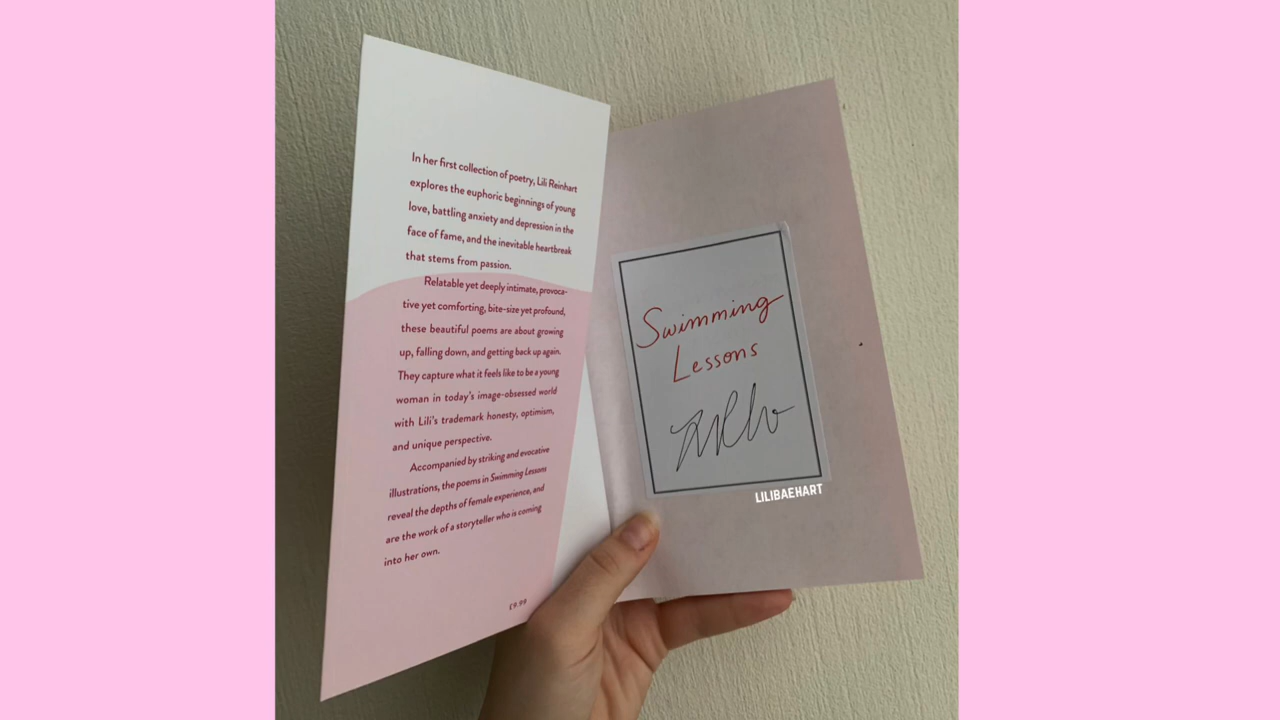 In her first collection of poetry, Lili Reinhart
explores the euphoric beginnings of young
love, battling anxiety and depression in the
face of fame, and the inevitable heartbreak
that stems from passion.
Relatable yet deeply intimate, provoca-
tive yet comforting, bite-size yet profound,
these beautiful poems are about growing
up, falling down, and getting back up again.
They capture what it feels like to be a young
woman in today's image-obsessed world
with Lili's trademark honesty, optimism,
and unique perspective.
Accompanied by striking and evocative
illustrations, the poems in Swimming Lessons
reveal the depths of female experience, and
are the work of a storyteller who is coming
into her own.
£9.99
Swimming
Lessons
LILIBAEHART